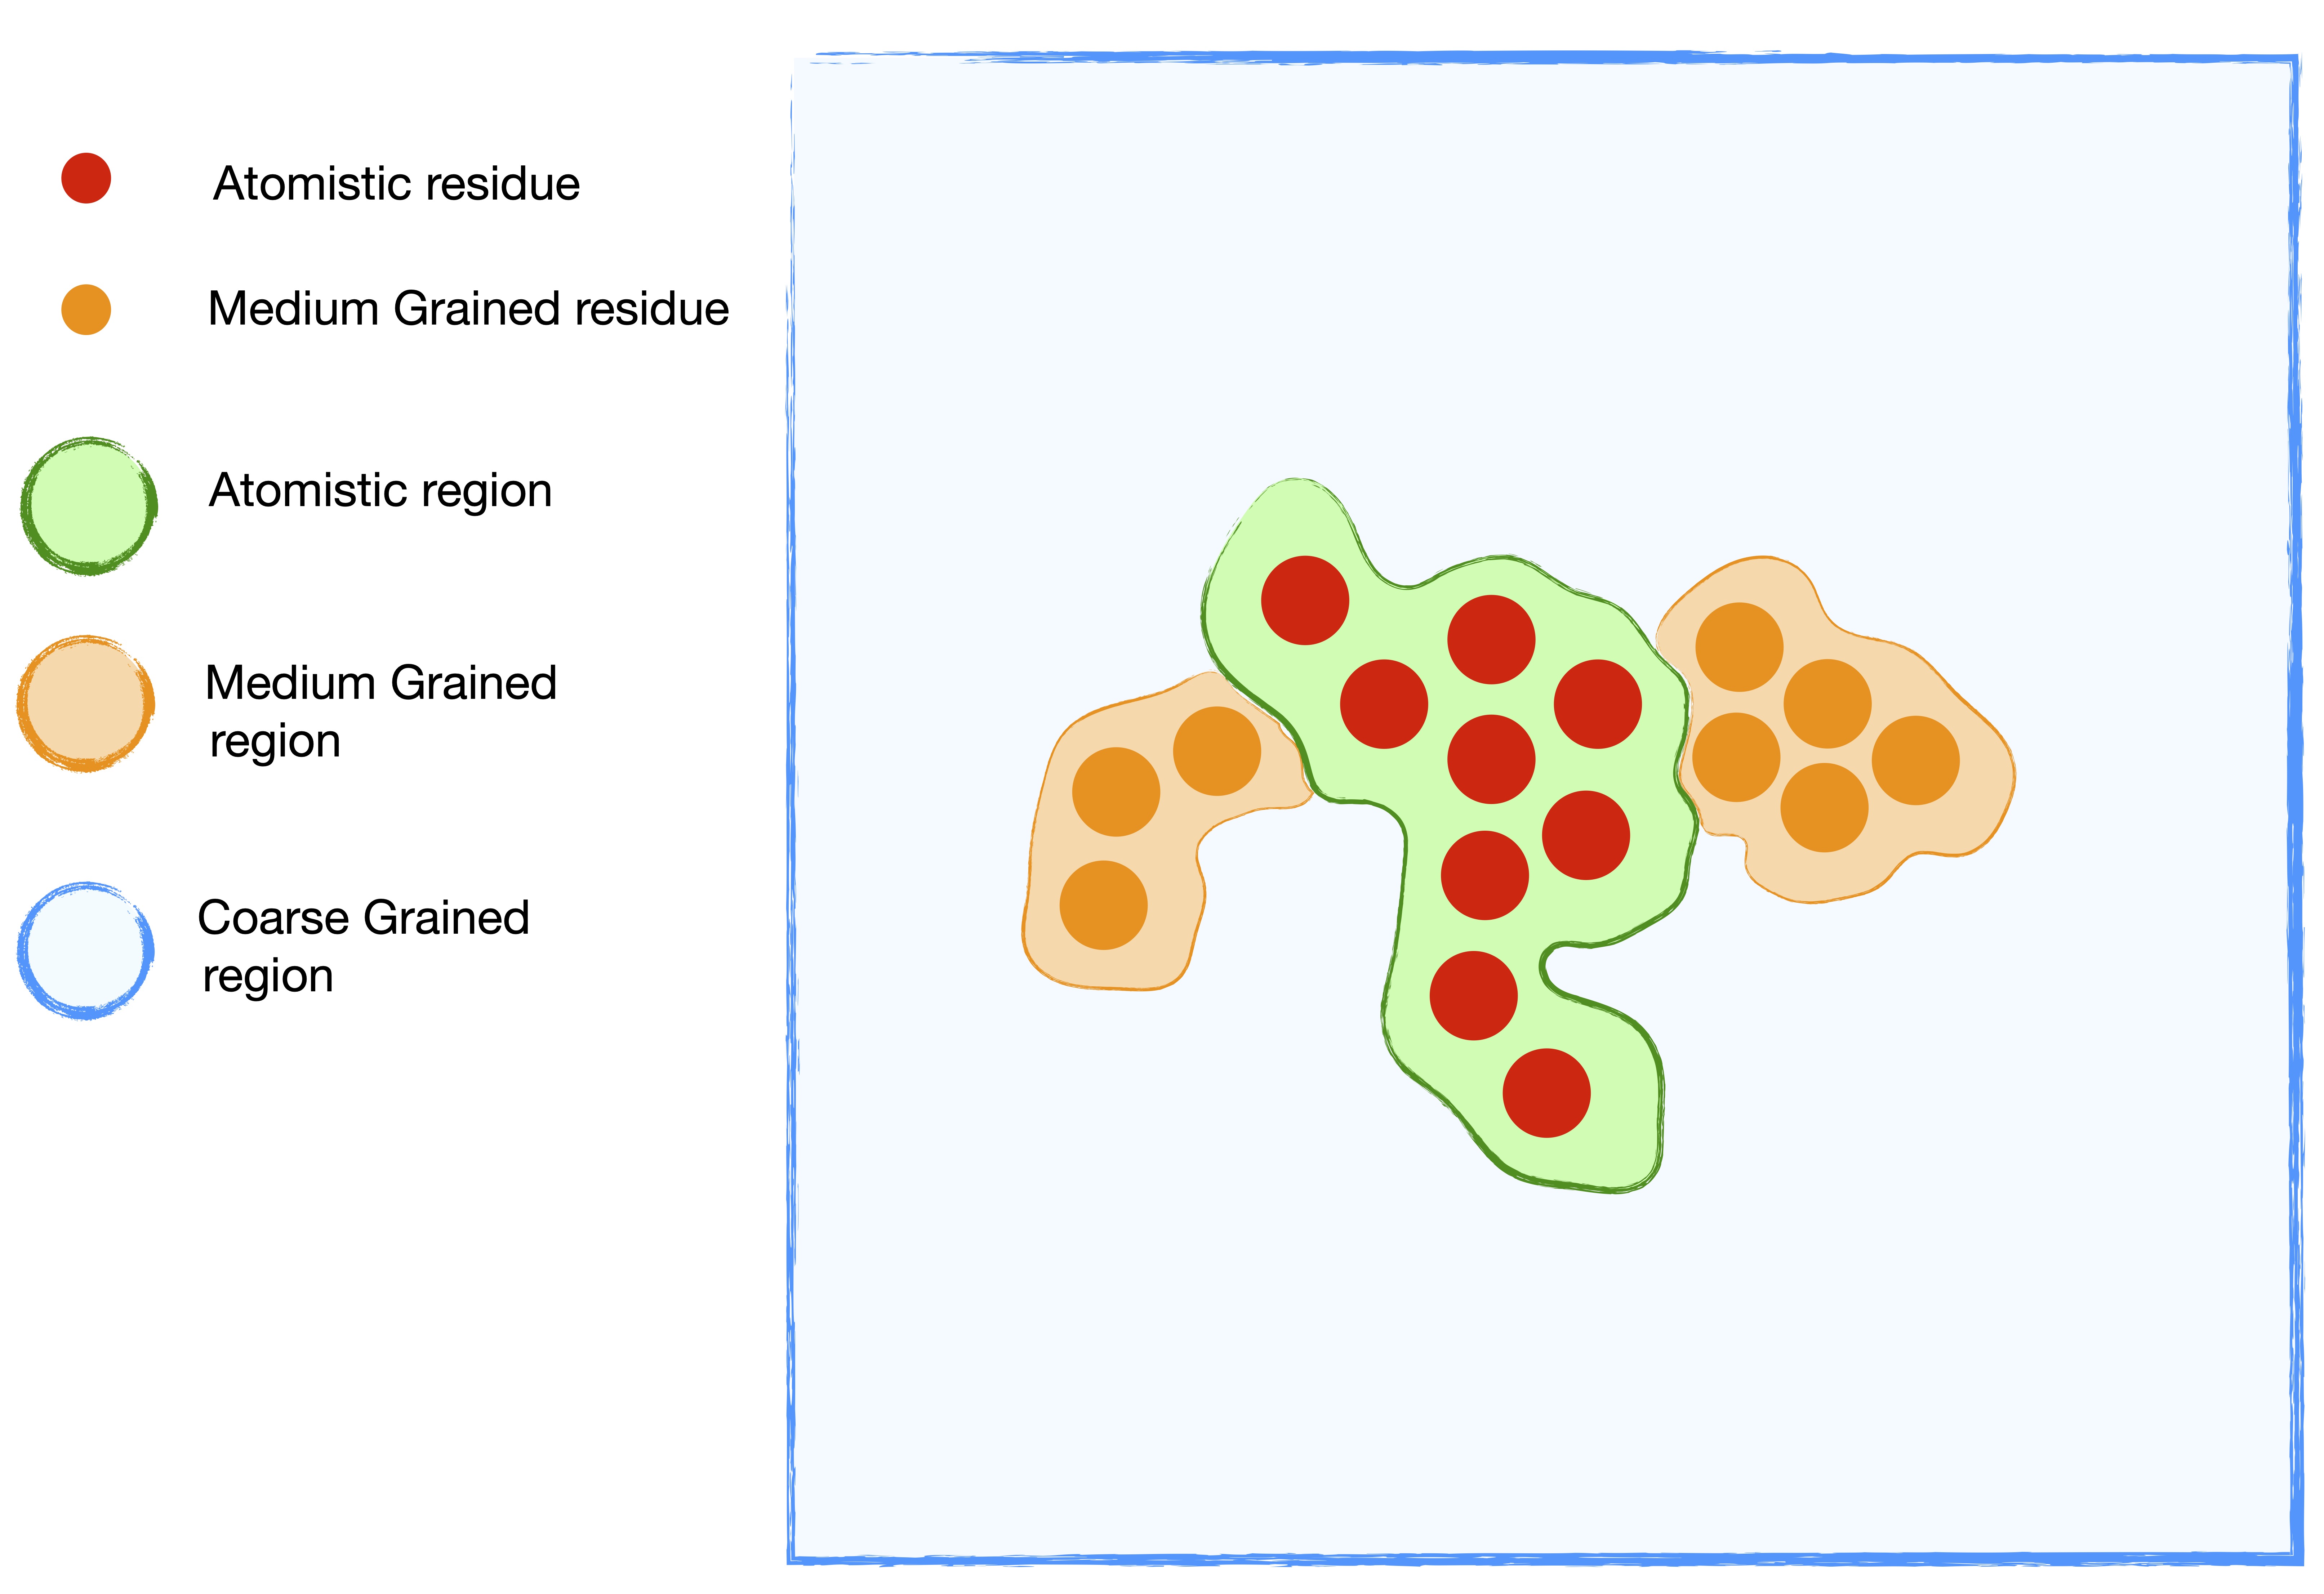 Atomistic residue
Medium Grained residue
Atomistic region
Medium Grained
region
Coarse Grained
region